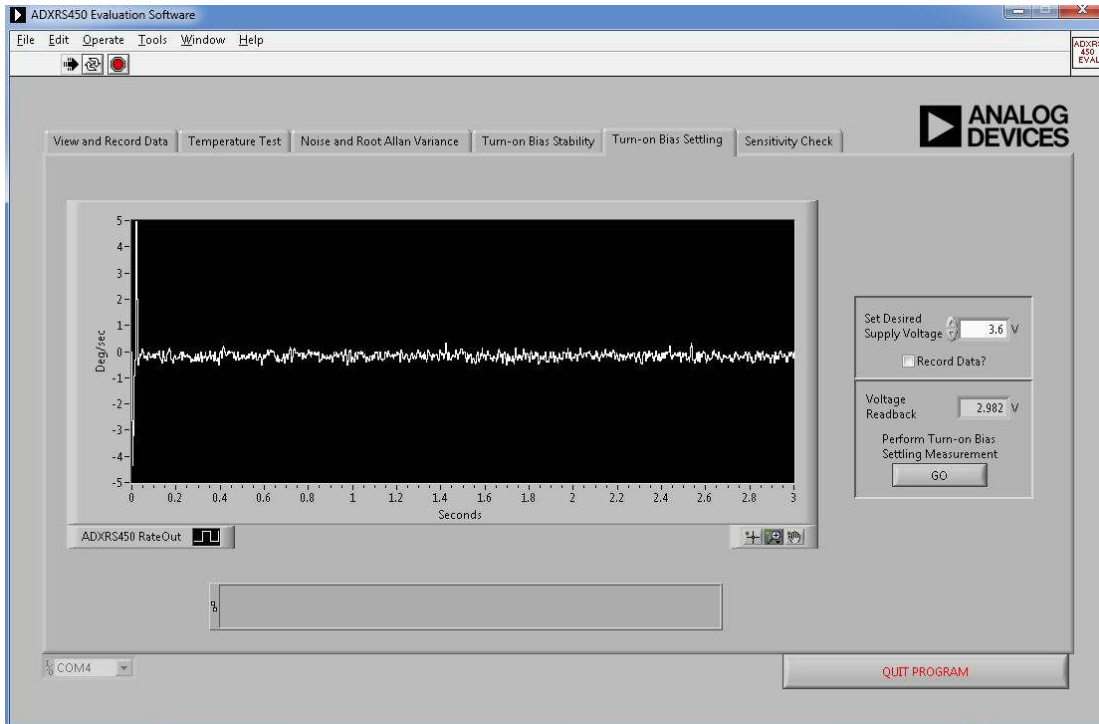 ADXRS450 Evaluation Software
File Edit Operate Tools Window Help
ADXR
450
EVAL
ANALOG
DEVICES
View and Record Data Temperature Test Noise and Root Allan Variance Turn-on Bias Stability Turn-on Bias Settling Sensitivity Check
5
4
3
2
1
0
-1
-2
-3
-4
-5
Deg/sec
0 0.2 0.4 0.6 0.8 1 1.2 1.4 1.6 1.8 2 2.2 2.4 2.6 2.8 3
Seconds
ADXRS450 RateOut
Set Desired
Supply Voltage 3.6 V
Record Data?
Voltage
Readback 2.982 V
Perform Turn-on Bias
Settling Measurement
GO
COM4
QUIT PROGRAM